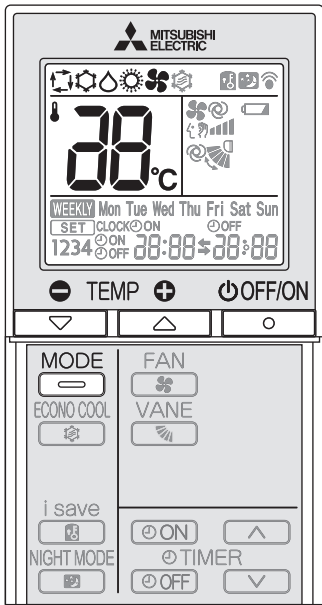 MITSUBISHI
ELECTRIC
88°C
WEEKLY Mon Tue Wed Thu Fri Sat Sun
SET CLOCK ON OFF
1234 ON OFF 88:88 88:88
TEMP OFF/ON
MODE FAN
ECONO COOL VANE
i save
ON
NIGHT MODE TIMER
OFF